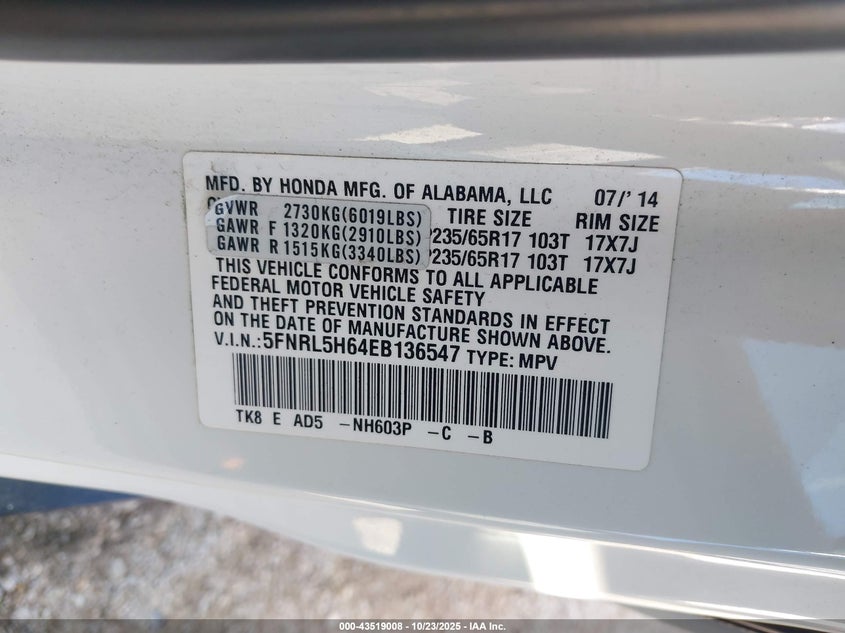 MFD. BY HONDA MFG. OF ALABAMA, LLC 07/'14
GVWR 2730KG(6019LBS) TIRE SIZE RIM SIZE
GAWR F 1320KG(2910LBS) P235/65R17 103T 17X7J
GAWR R 1515KG(3340LBS) P235/65R17 103T 17X7J
THIS VEHICLE CONFORMS TO ALL APPLICABLE
FEDERAL MOTOR VEHICLE SAFETY
AND THEFT PREVENTION STANDARDS IN EFFECT
ON THE DATE OF MANUFACTURE SHOWN ABOVE.
V.I.N.:5FNRL5H64EB136547 TYPE: MPV
TK8 E AD5 -NH603P -C -B
000-43519008 - 10/23/2025 - IAA Inc.